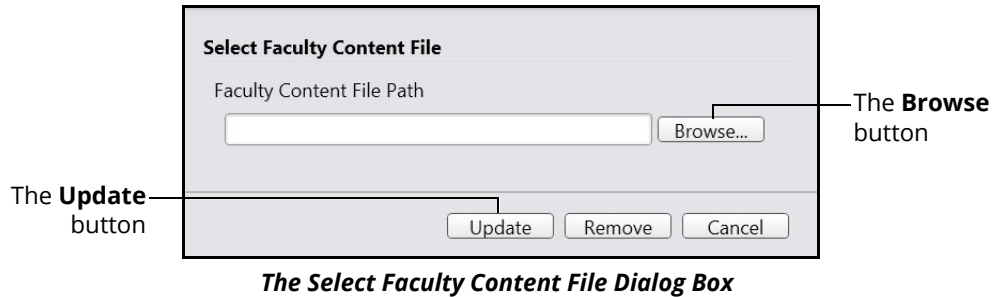 Select Faculty Content File
Faculty Content File Path
Browse...
The Browse
button
The Update
button
Update Remove Cancel
The Select Faculty Content File Dialog Box